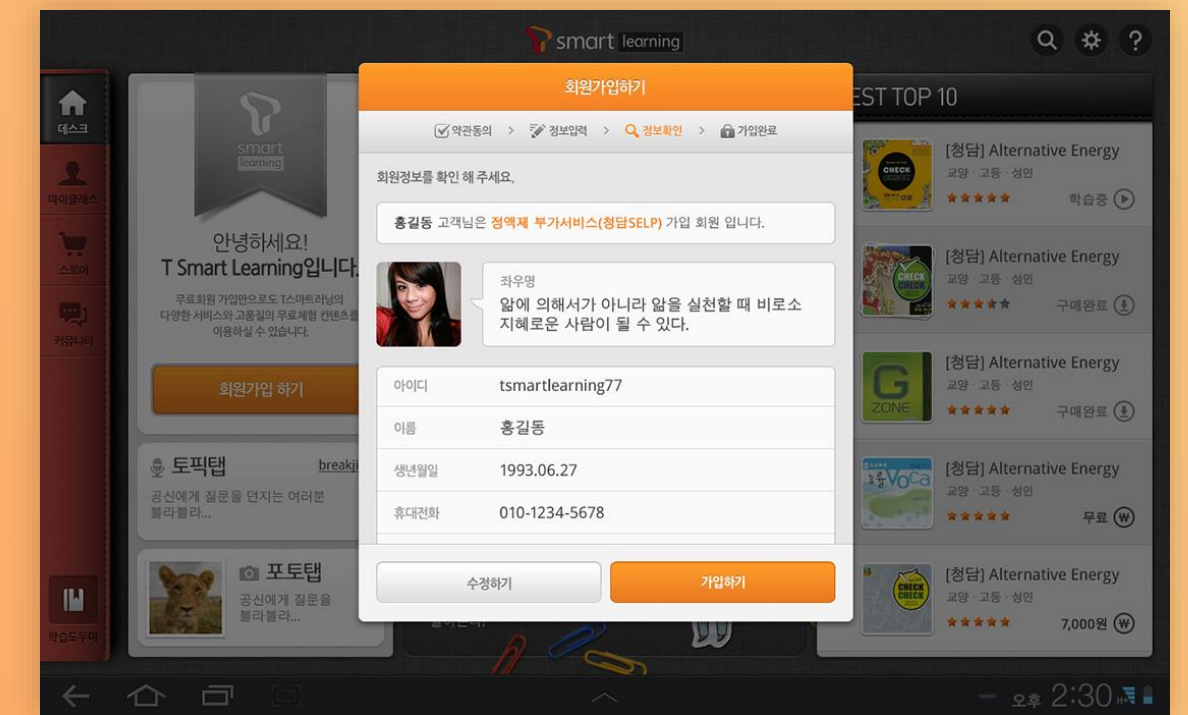 smart learning
데스크
마이클래스
스토어
커뮤니티
학습도우미
smart
learning
안녕하세요!
T Smart Learning입니다.
무료회원 가입만으로도 T스마트러닝의
다양한 서비스와 고품질의 무료체험 컨텐츠를
이용하실 수 있습니다.
회원가입 하기
토픽탭 breakji
공신에게 질문을 던지는 여러분
블라블라...
포토탭
공신에게 질문을
블라블라...
회원가입하기
약관동의 > 정보입력 > 정보확인 > 가입완료
회원정보를 확인 해 주세요.
홍길동 고객님은 정액제 부가서비스(청담SELP) 가입 회원 입니다.
좌우명
앎에 의해서가 아니라 앎을 실천할 때 비로소
지혜로운 사람이 될 수 있다.
아이디 tsmartlearning77
이름 홍길동
생년월일 1993.06.27
휴대전화 010-1234-5678
수정하기 가입하기
EST TOP 10
CHECK
[청담] Alternative Energy
교양 · 고등 · 성인
학습중
CHECK
CHECK
[청담] Alternative Energy
교양 · 고등 · 성인
구매완료
G
ZONE
[청담] Alternative Energy
교양 · 고등 · 성인
구매완료
Voca
[청담] Alternative Energy
교양 · 고등 · 성인
무료
CHECK
CHECK
[청담] Alternative Energy
교양 · 고등 · 성인
7,000원
오후 2:30